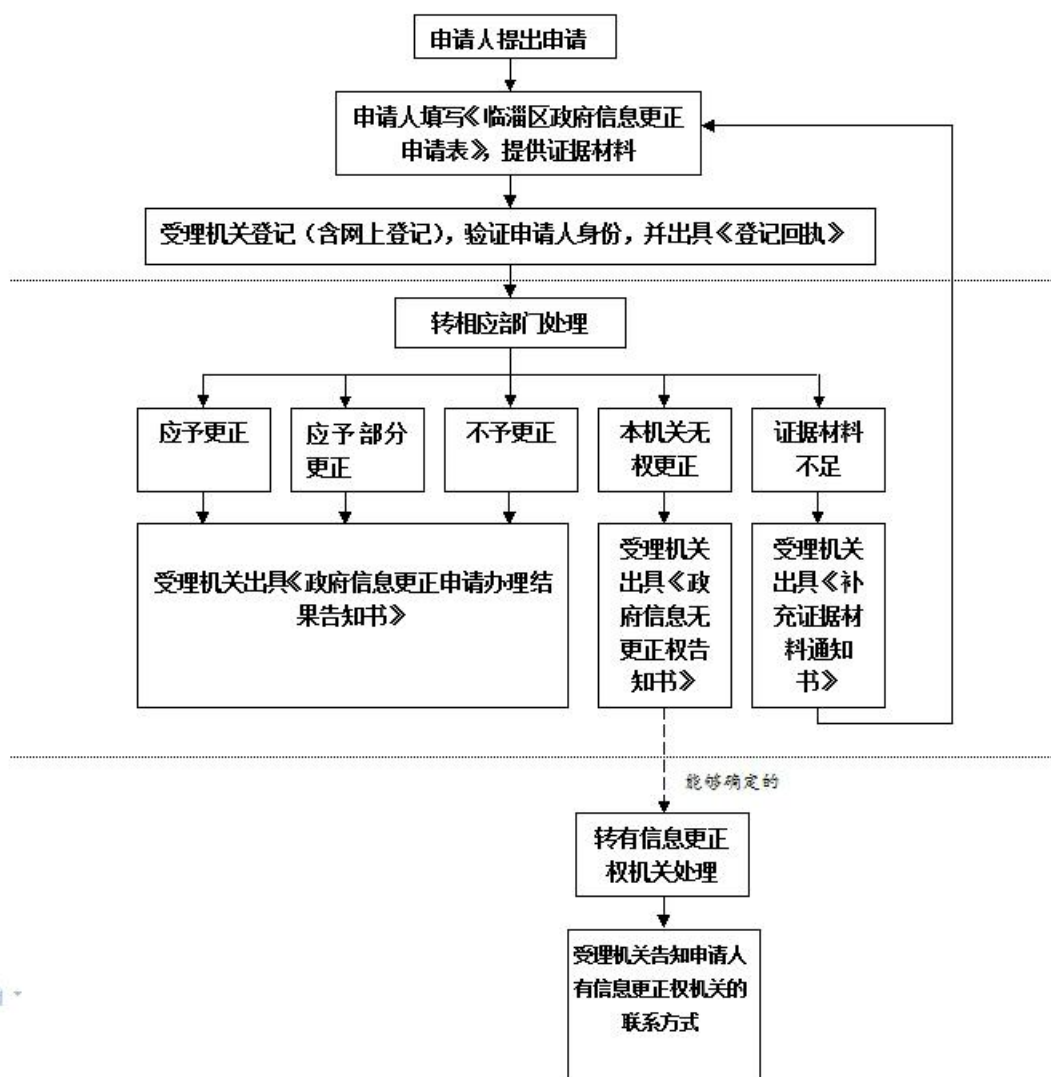 申请人提出申请
申请人填写《临淄区政府信息更正
申请表》，提供证据材料
受理机关登记（含网上登记），验证申请人身份，并出具《登记回执》
转相应部门处理
应予更正
应予部分
更正
不予更正
本机关无
权更正
证据材料
不足
受理机关出具《政府信息更正申请办理结
果告知书》
受理机关
出具《政
府信息无
更正权告
知书》
受理机关
出具《补
充证据材
料通知
书》
能够确定的
转有信息更正
权机关处理
受理机关告知申请人
有信息更正权机关的
联系方式